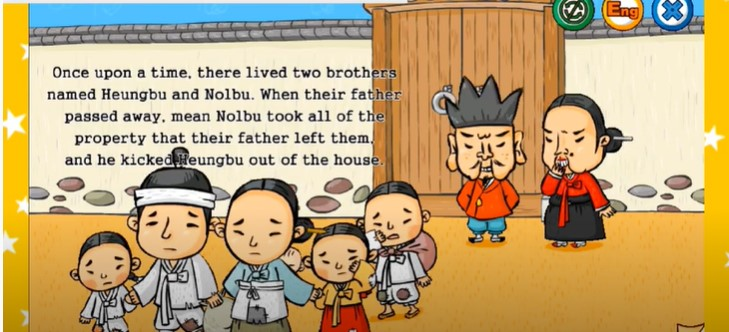 Eng
Once upon a time, there lived two brothers
named Heungbu and Nolbu. When their father
passed away, mean Nolbu took all of the
property that their father left them,
and he kicked Heungbu out of the house.